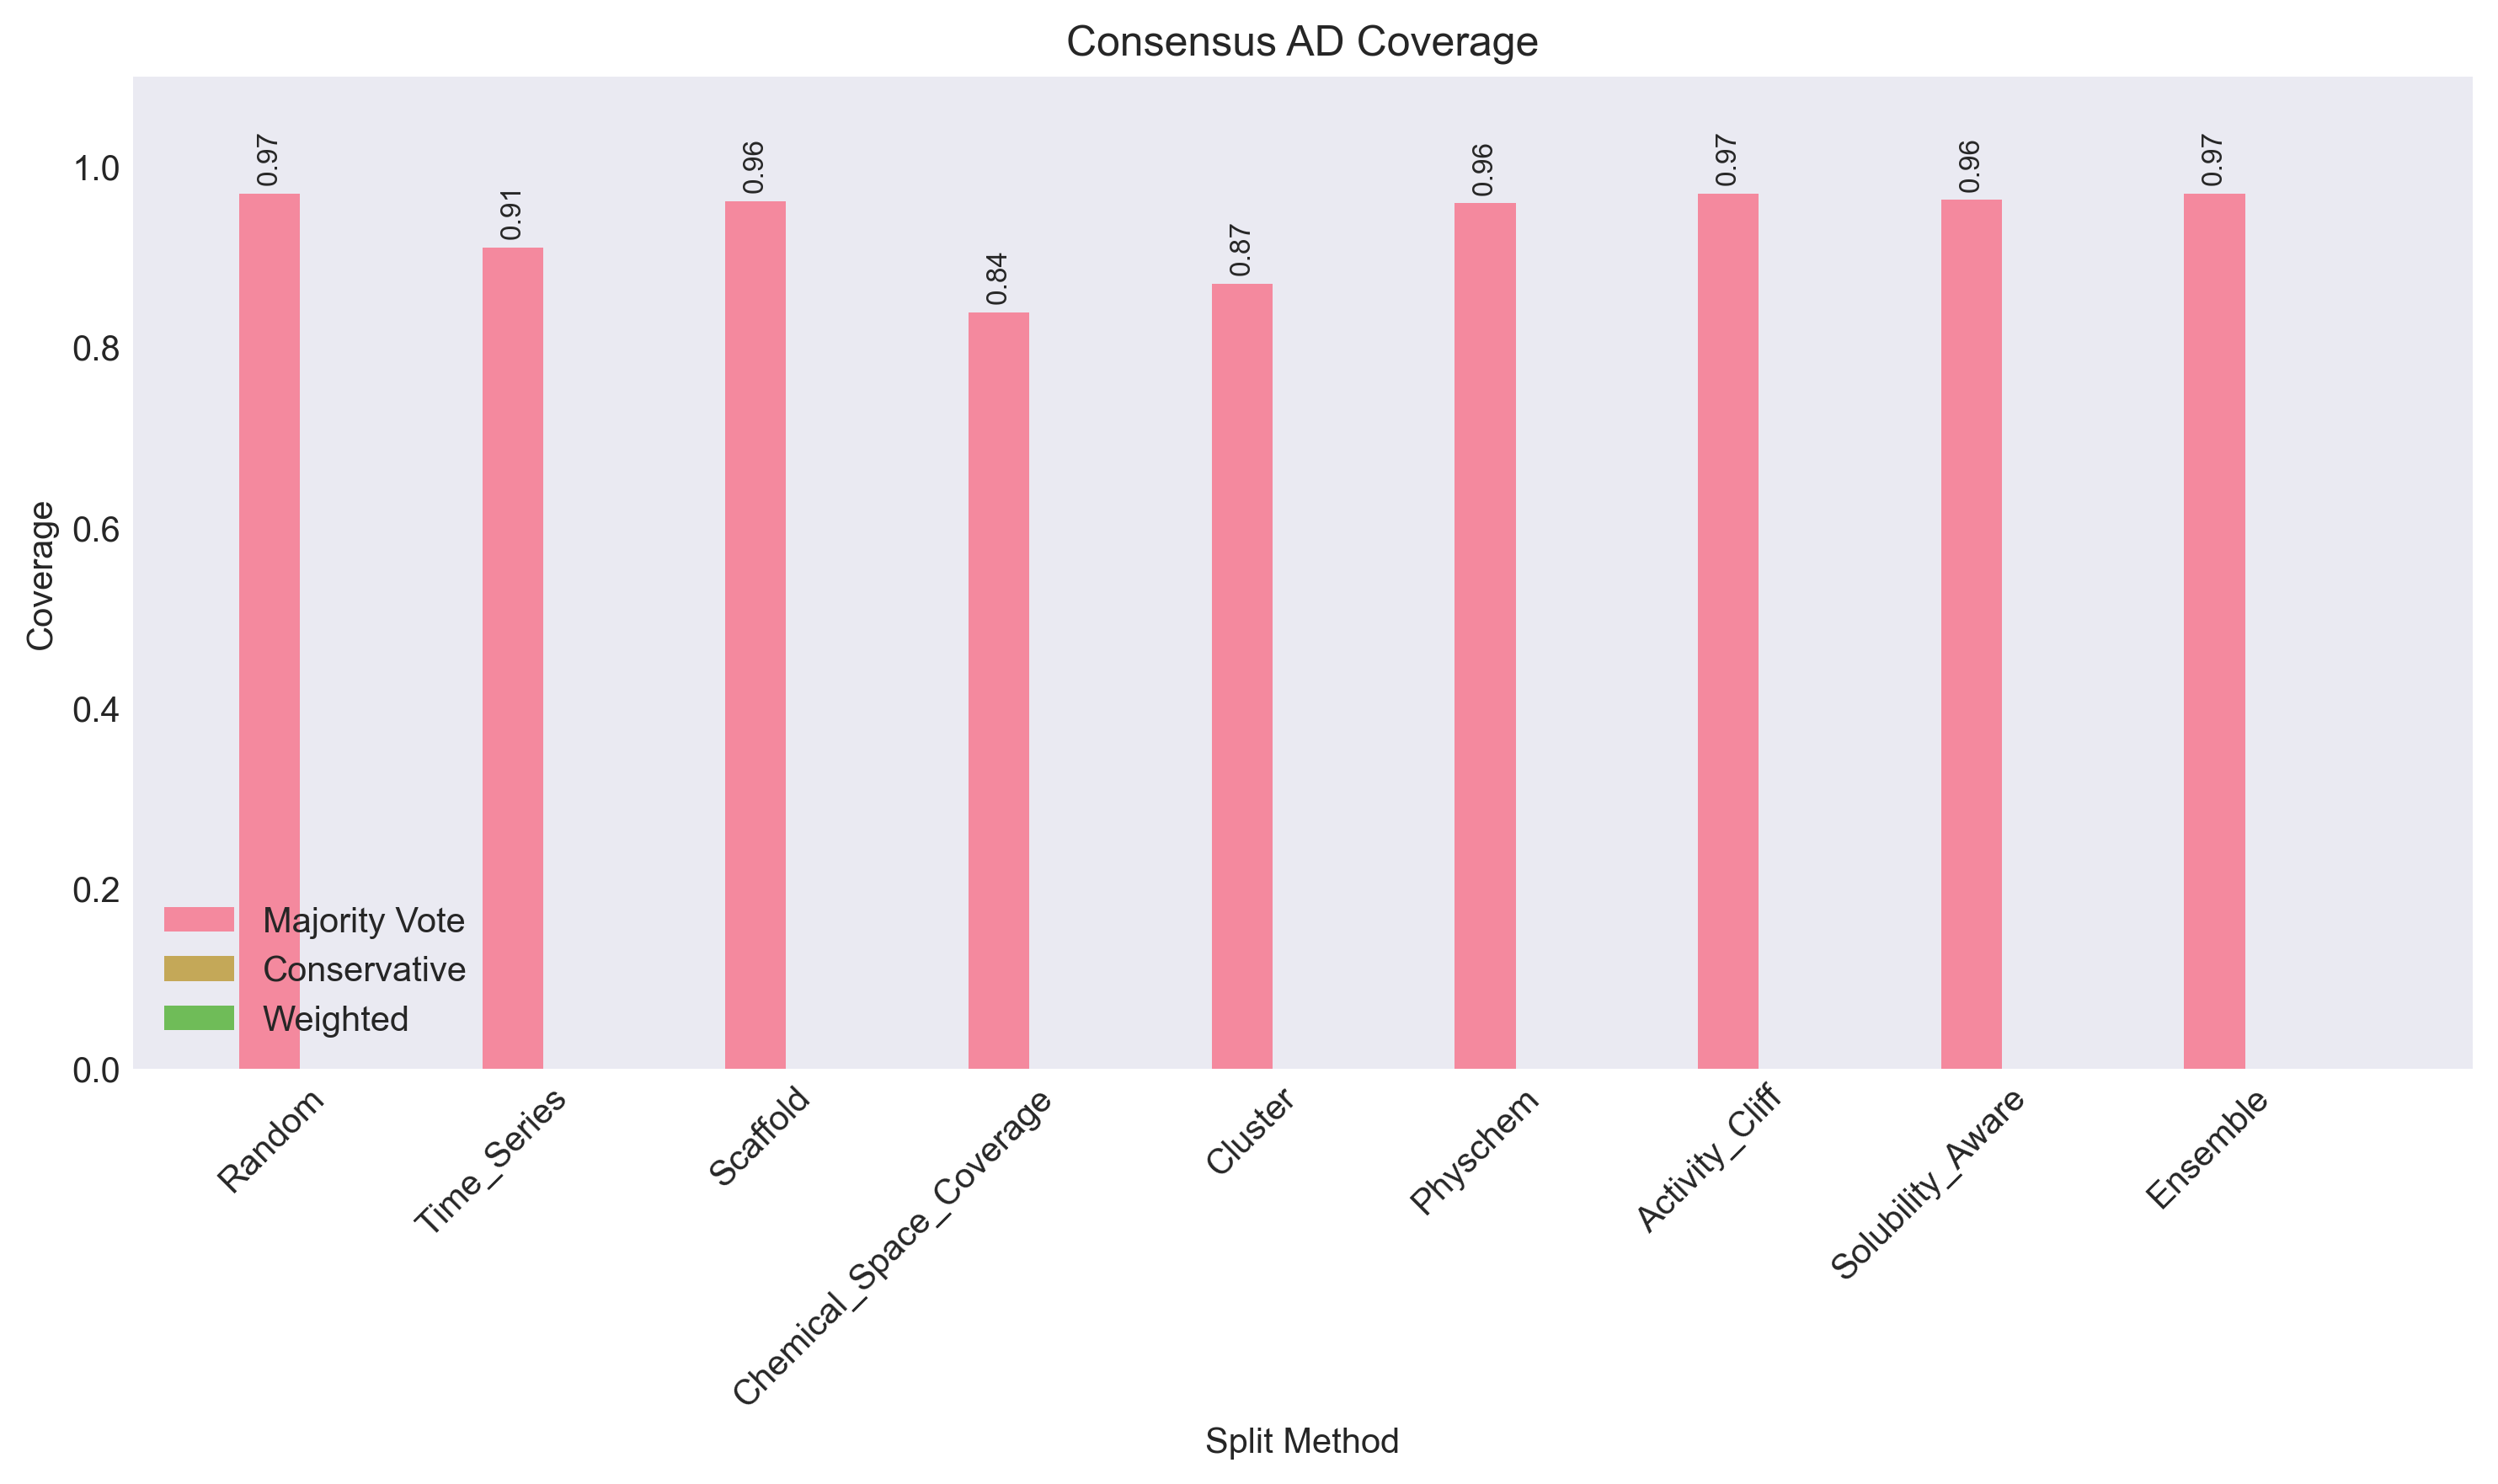 Consensus AD Coverage
0.97
0.91
0.96
0.84
0.87
0.96
0.97
0.96
0.97
1.0
0.8
0.6
0.4
0.2
0.0
Coverage
Majority Vote
Conservative
Weighted
Random
Time_Series
Scaffold
Chemical_Space_Coverage
Cluster
Physchem
Activity_Cliff
Solubility_Aware
Ensemble
Split Method